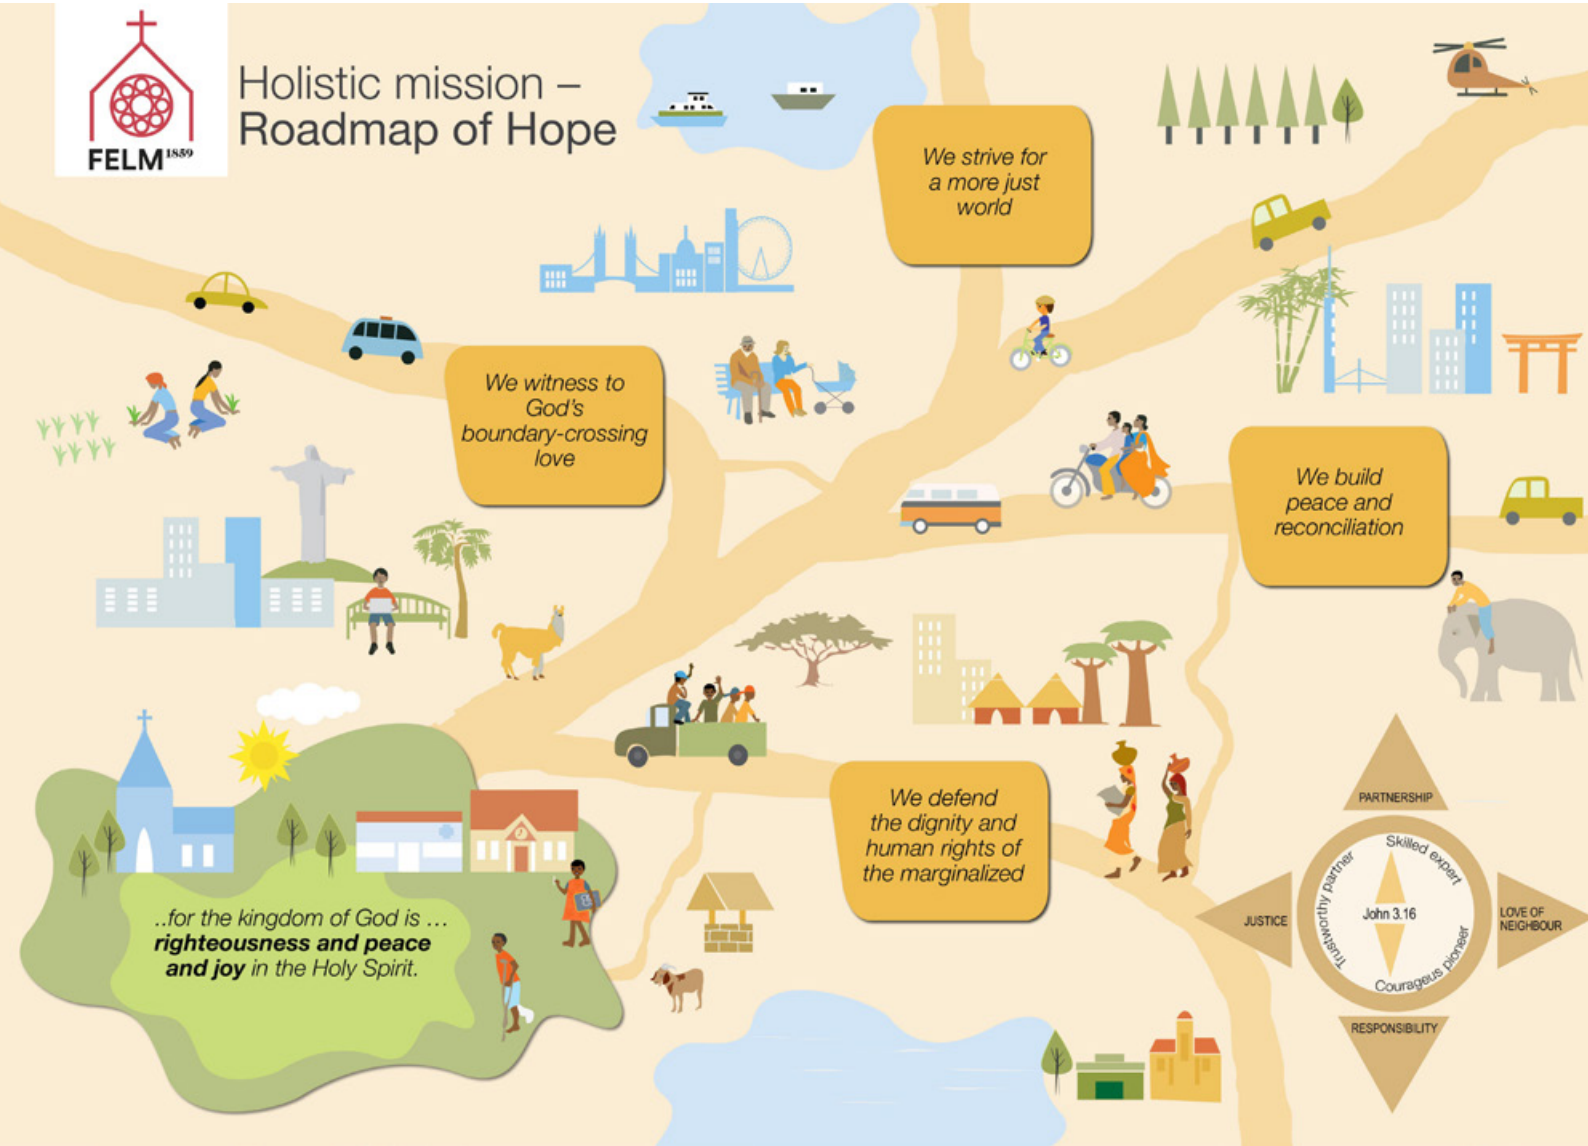 FELM 1859
Holistic mission –
Roadmap of Hope
We strive for
a more just
world
We witness to
God's
boundary-crossing
love
We build
peace and
reconciliation
We defend
the dignity and
human rights of
the marginalized
..for the kingdom of God is ...
righteousness and peace
and joy in the Holy Spirit.
PARTNERSHIP
Skilled expert
Trustworthy partner
John 3.16
Courageus pioneer
JUSTICE
LOVE OF
NEIGHBOUR
RESPONSIBILITY